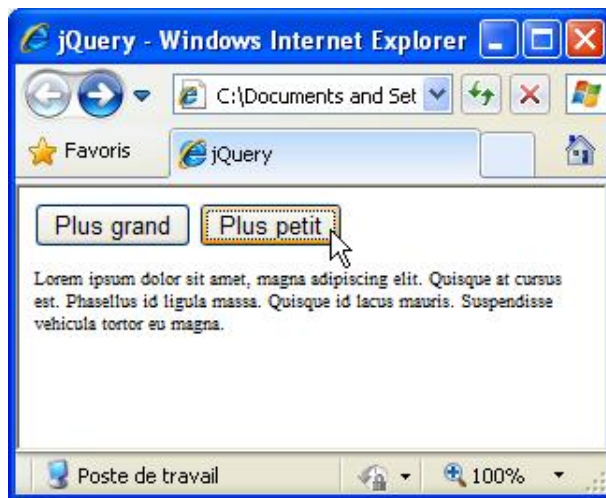 jQuery - Windows Internet Explorer
C:\Documents and Set
Favoris
jQuery
Plus grand
Plus petit
Lorem ipsum dolor sit amet, magna adipiscing elit. Quisque at cursus
est. Phasellus id ligula massa. Quisque id lacus mauris. Suspendisse
vehicula tortor eu magna.
Poste de travail
100%